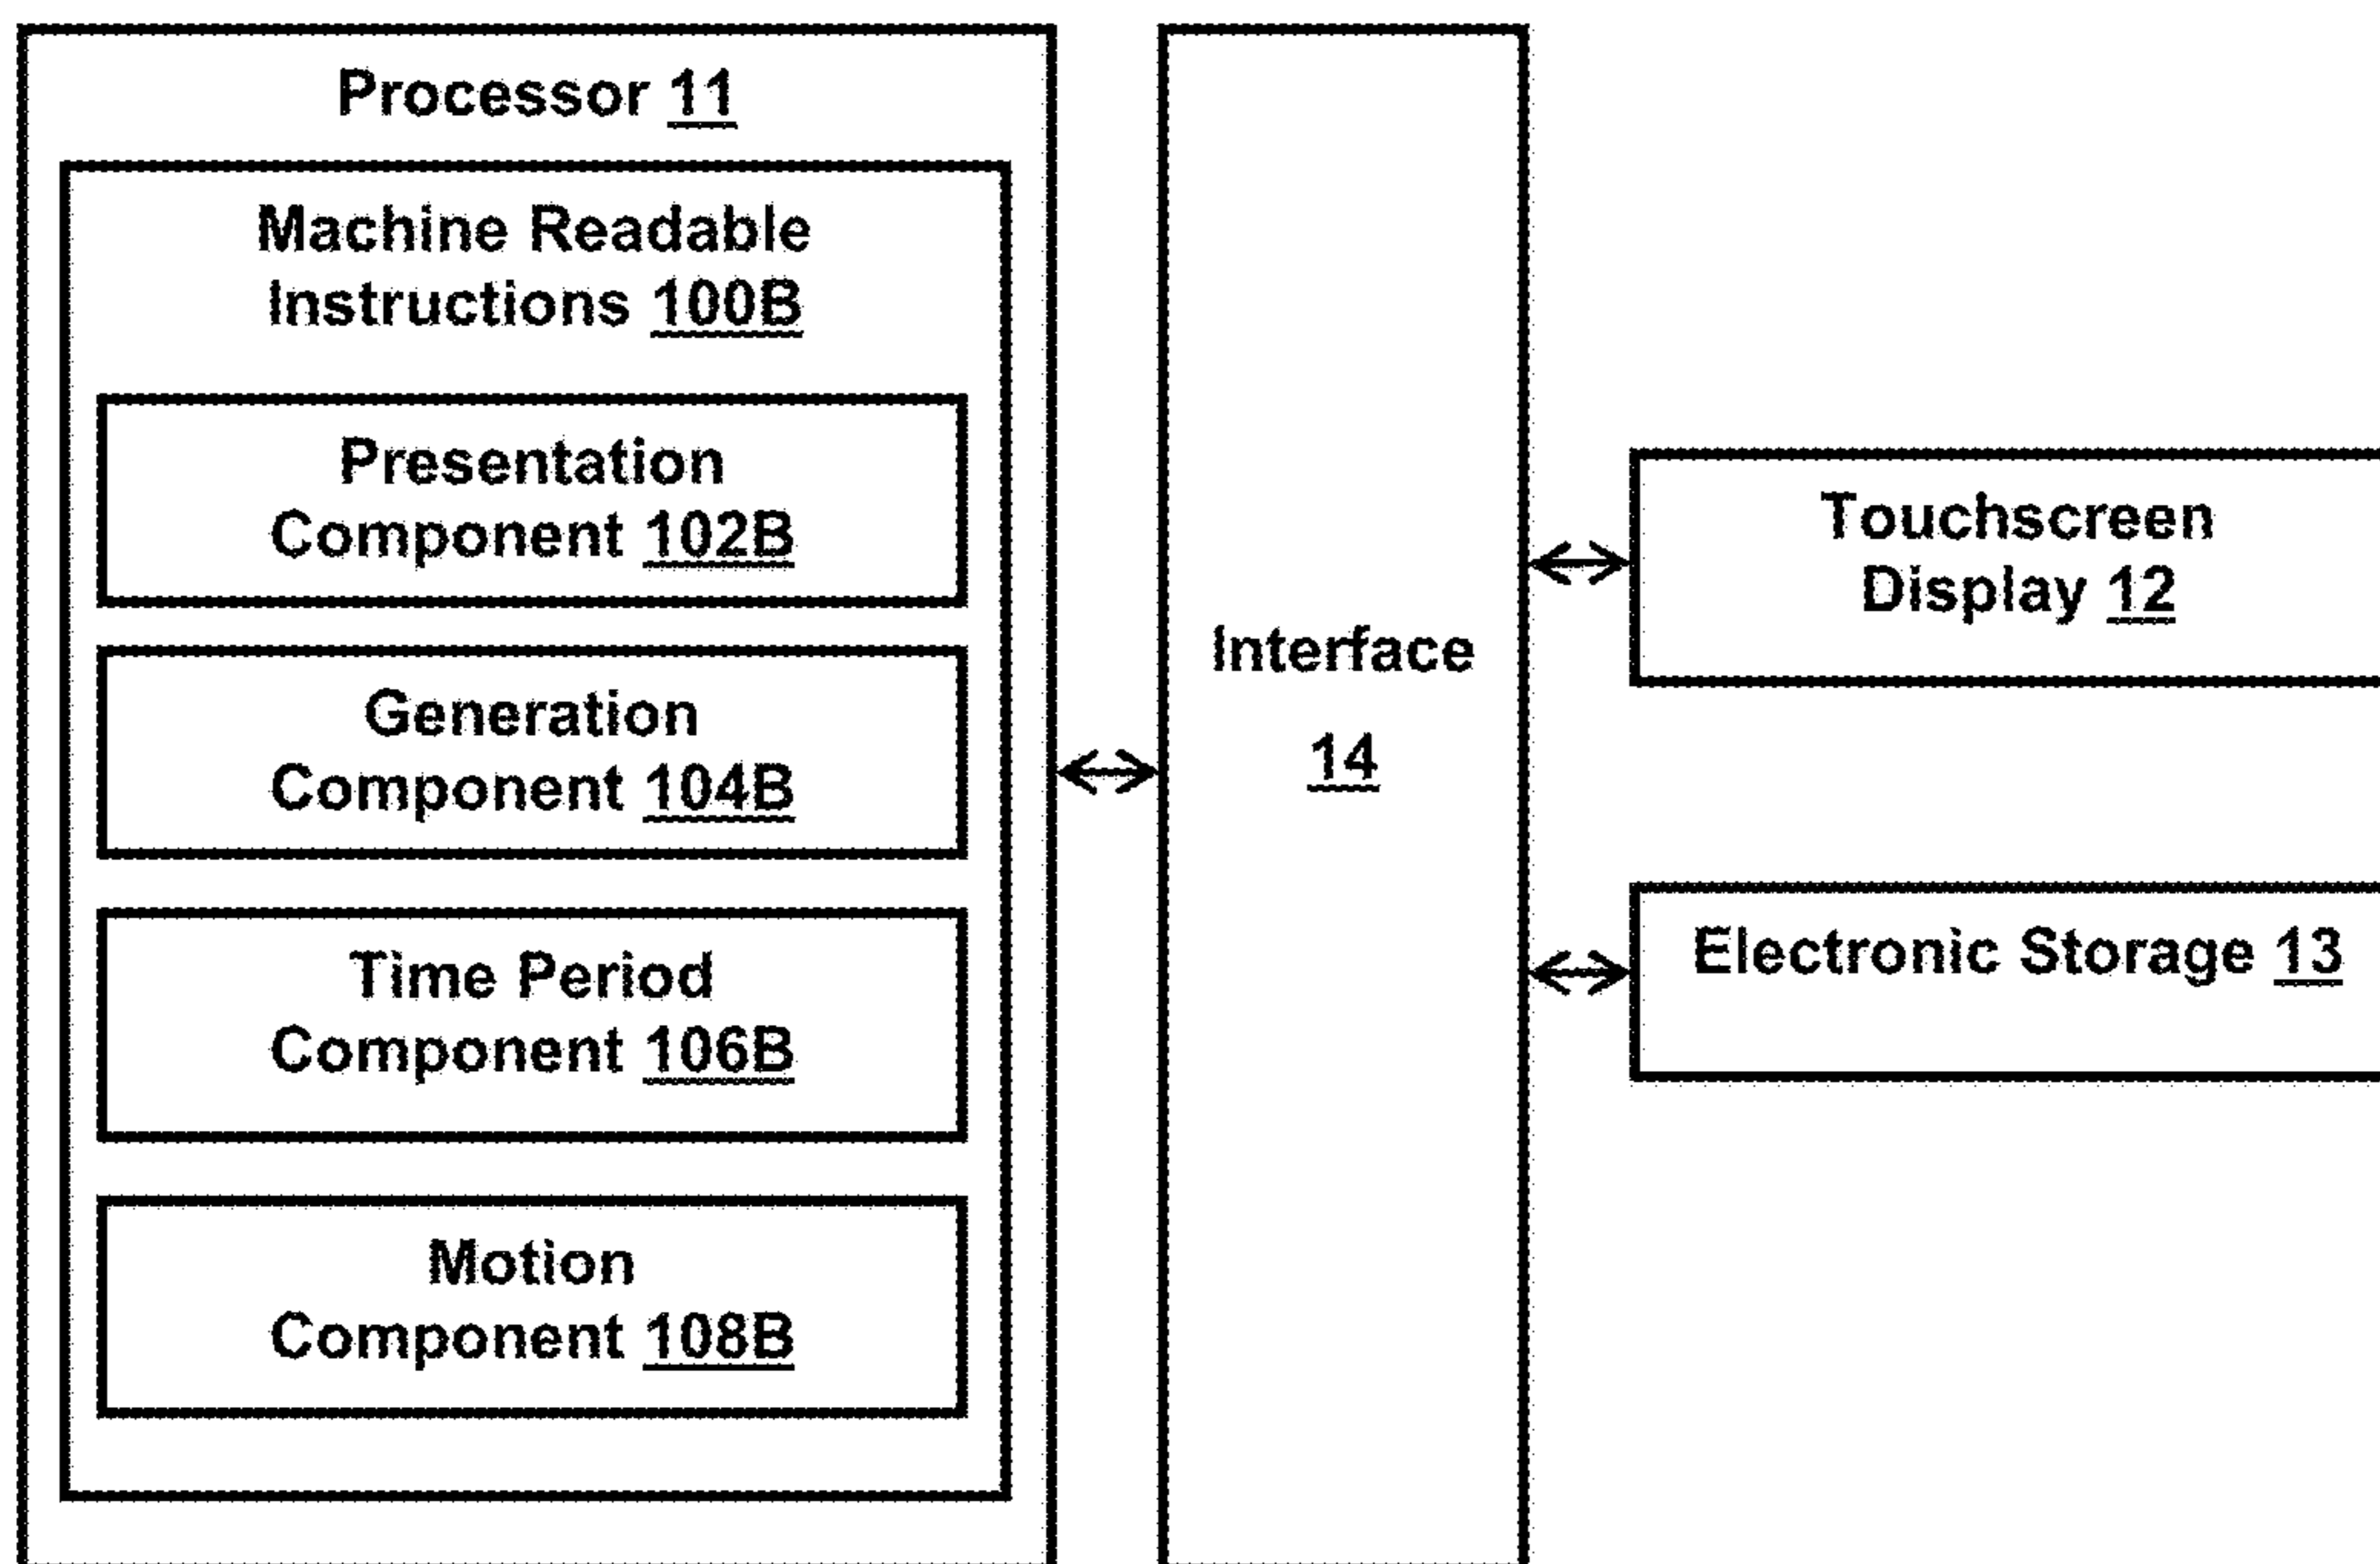 Processor 11
Machine Readable
Instructions 100B
Presentation
Component 102B
Generation
Component 104B
Time Period
Component 106B
Motion
Component 108B
Interface
14
Touchscreen
Display 12
Electronic Storage 13